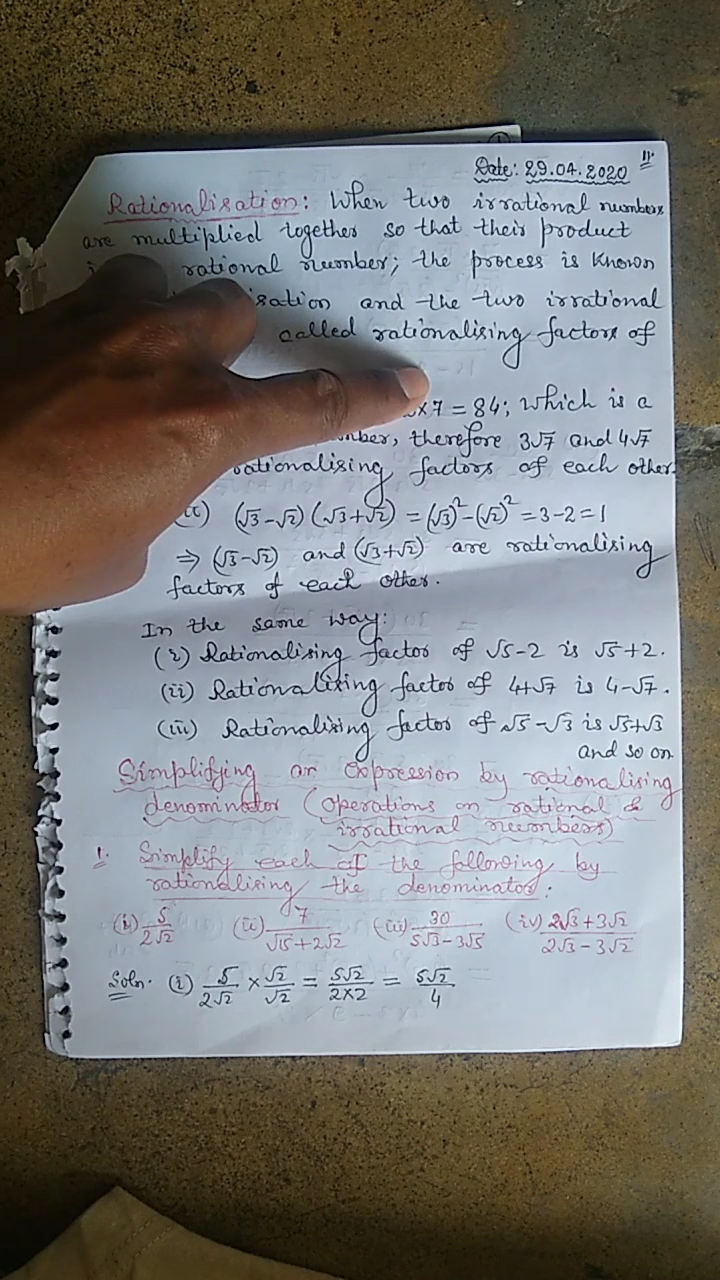 Date: 29.04.2020
11.
Rationalisation: When two irrational numbers
are multiplied together so that their product
rational number; the process is known
isation and the two irrational
called rationalising factors of
×7 = 84; which is a
mber, therefore 3√7 and 4√7
rationalising factors of each other.
(√3-√2) (√3+√2) = (√3)² - (√2)² = 3-2 = 1
⇒ (√3-√2) and (√3+√2) are rationalising
factors of each other.
In the same way:
(i) Rationalising factor of √5-2 is √5+2.
(ii) Rationalising factor of 4+√7 is 4-√7.
(iii) Rationalising factor of √5-√3 is √5+√3
and so on
Simplifying an expression by rationalising
denominator (operations on rational &
irrational numbers)
1. Simplify each of the following by
rationalising the denominator:
(i) 5/2√2 (ii) 7/√15+2√2 (iii) 30/5√3-3√5 (iv) 2√3+3√2/2√3-3√2
Soln. (i) 5/2√2 × √2/√2 = 5√2/2×2 = 5√2/4